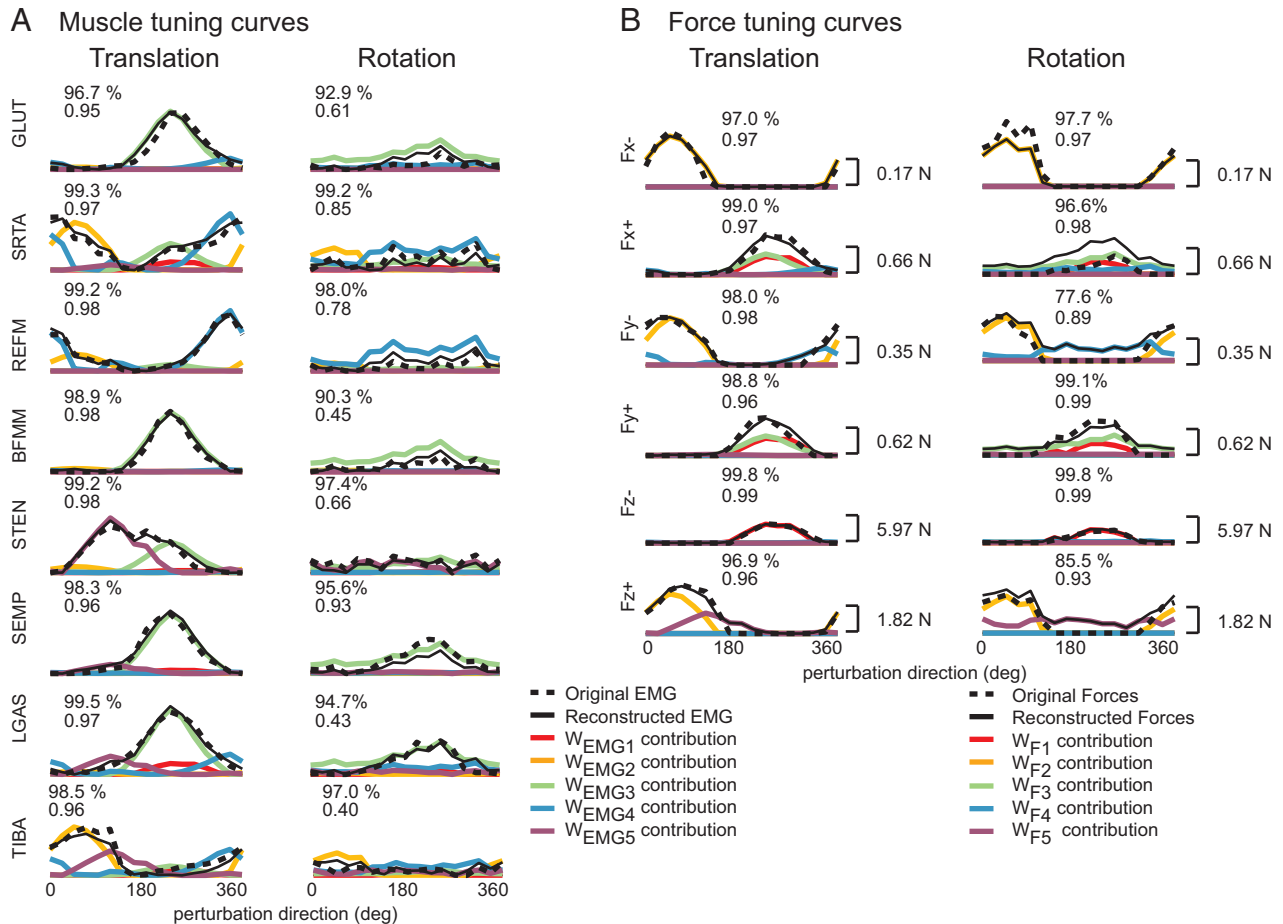 A Muscle tuning curves
Translation
Rotation
GLUT
96.7 %
0.95
92.9 %
0.61
SRTA
99.3 %
0.97
99.2 %
0.85
REFM
99.2 %
0.98
98.0%
0.78
BFMM
98.9 %
0.98
90.3 %
0.45
STEN
99.2 %
0.98
97.4%
0.66
SEMP
98.3 %
0.96
95.6%
0.93
LGAS
99.5 %
0.97
94.7%
0.43
TIBA
98.5 %
0.96
97.0 %
0.40
0 180 360
0 180 360
perturbation direction (deg)
Original EMG
Reconstructed EMG
WEMG1 contribution
WEMG2 contribution
WEMG3 contribution
WEMG4 contribution
WEMG5 contribution
B Force tuning curves
Translation
Rotation
Fx-
97.0 %
0.97
0.17 N
97.7%
0.97
0.17 N
Fx+
99.0 %
0.97
0.66 N
96.6%
0.98
0.66 N
Fy-
98.0 %
0.98
0.35 N
77.6 %
0.89
0.35 N
Fy+
98.8 %
0.96
0.62 N
99.1%
0.99
0.62 N
Fz-
99.8 %
0.99
5.97 N
99.8 %
0.99
5.97 N
Fz+
96.9 %
0.96
1.82 N
85.5 %
0.93
1.82 N
0 180 360
0 180 360
perturbation direction (deg)
Original Forces
Reconstructed Forces
WF1 contribution
WF2 contribution
WF3 contribution
WF4 contribution
WF5 contribution